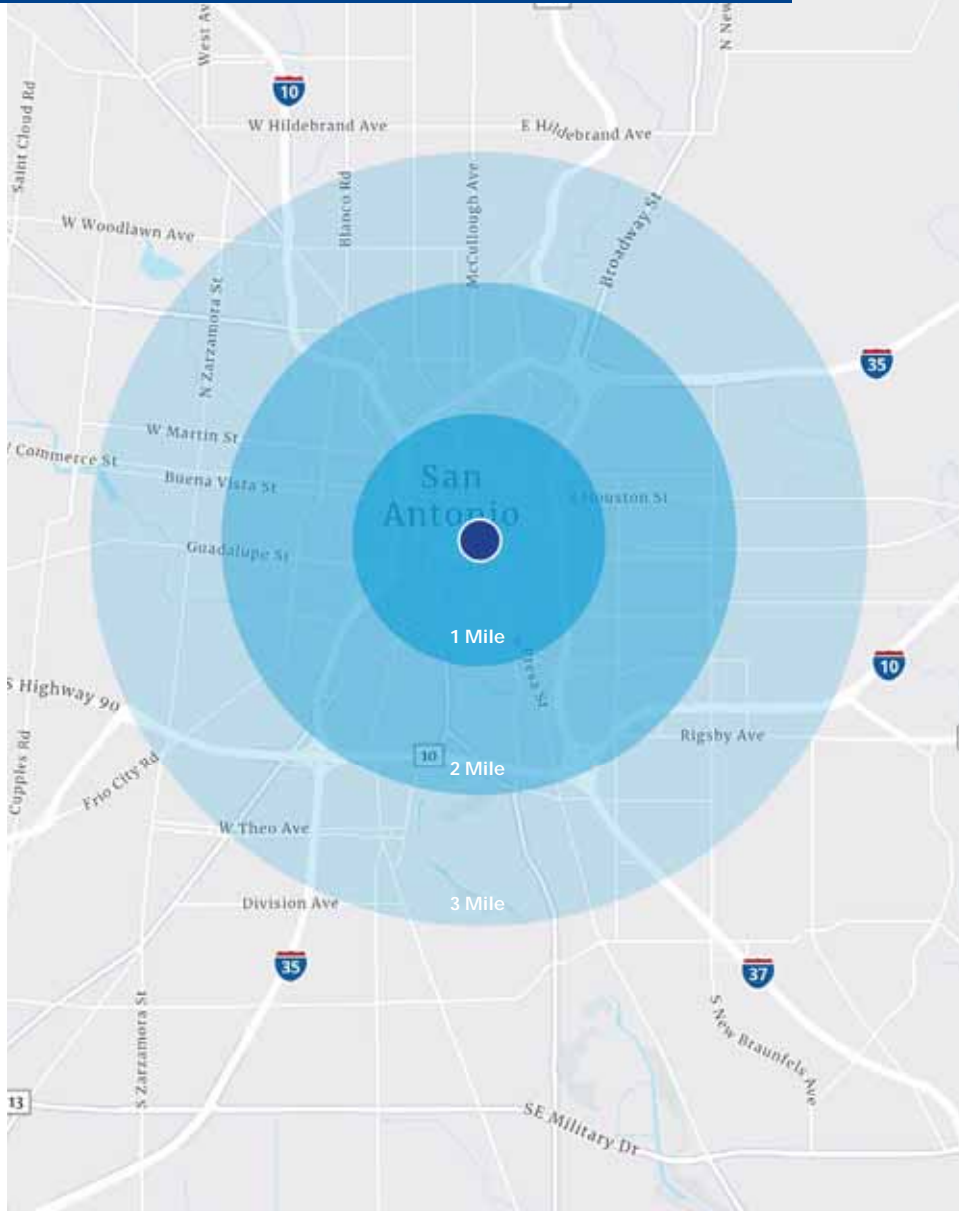 West Av
N New
10
W Hildebrand Ave
E Hildebrand Ave
Saint Cloud Rd
Blanco Rd
McCullough Ave
W Woodlawn Ave
Broadway St
N Zarzamora St
35
W Martin St
Commerce St
San
Antonio
Buena Vista St
Houston St
Guadalupe St
1 Mile
10
S Highway 90
Rigsby Ave
10
2 Mile
Cupples Rd
Frio City Rd
W Theo Ave
Division Ave
3 Mile
35
37
S Zarzamora St
S New Braunfels Ave
13
SE Military Dr